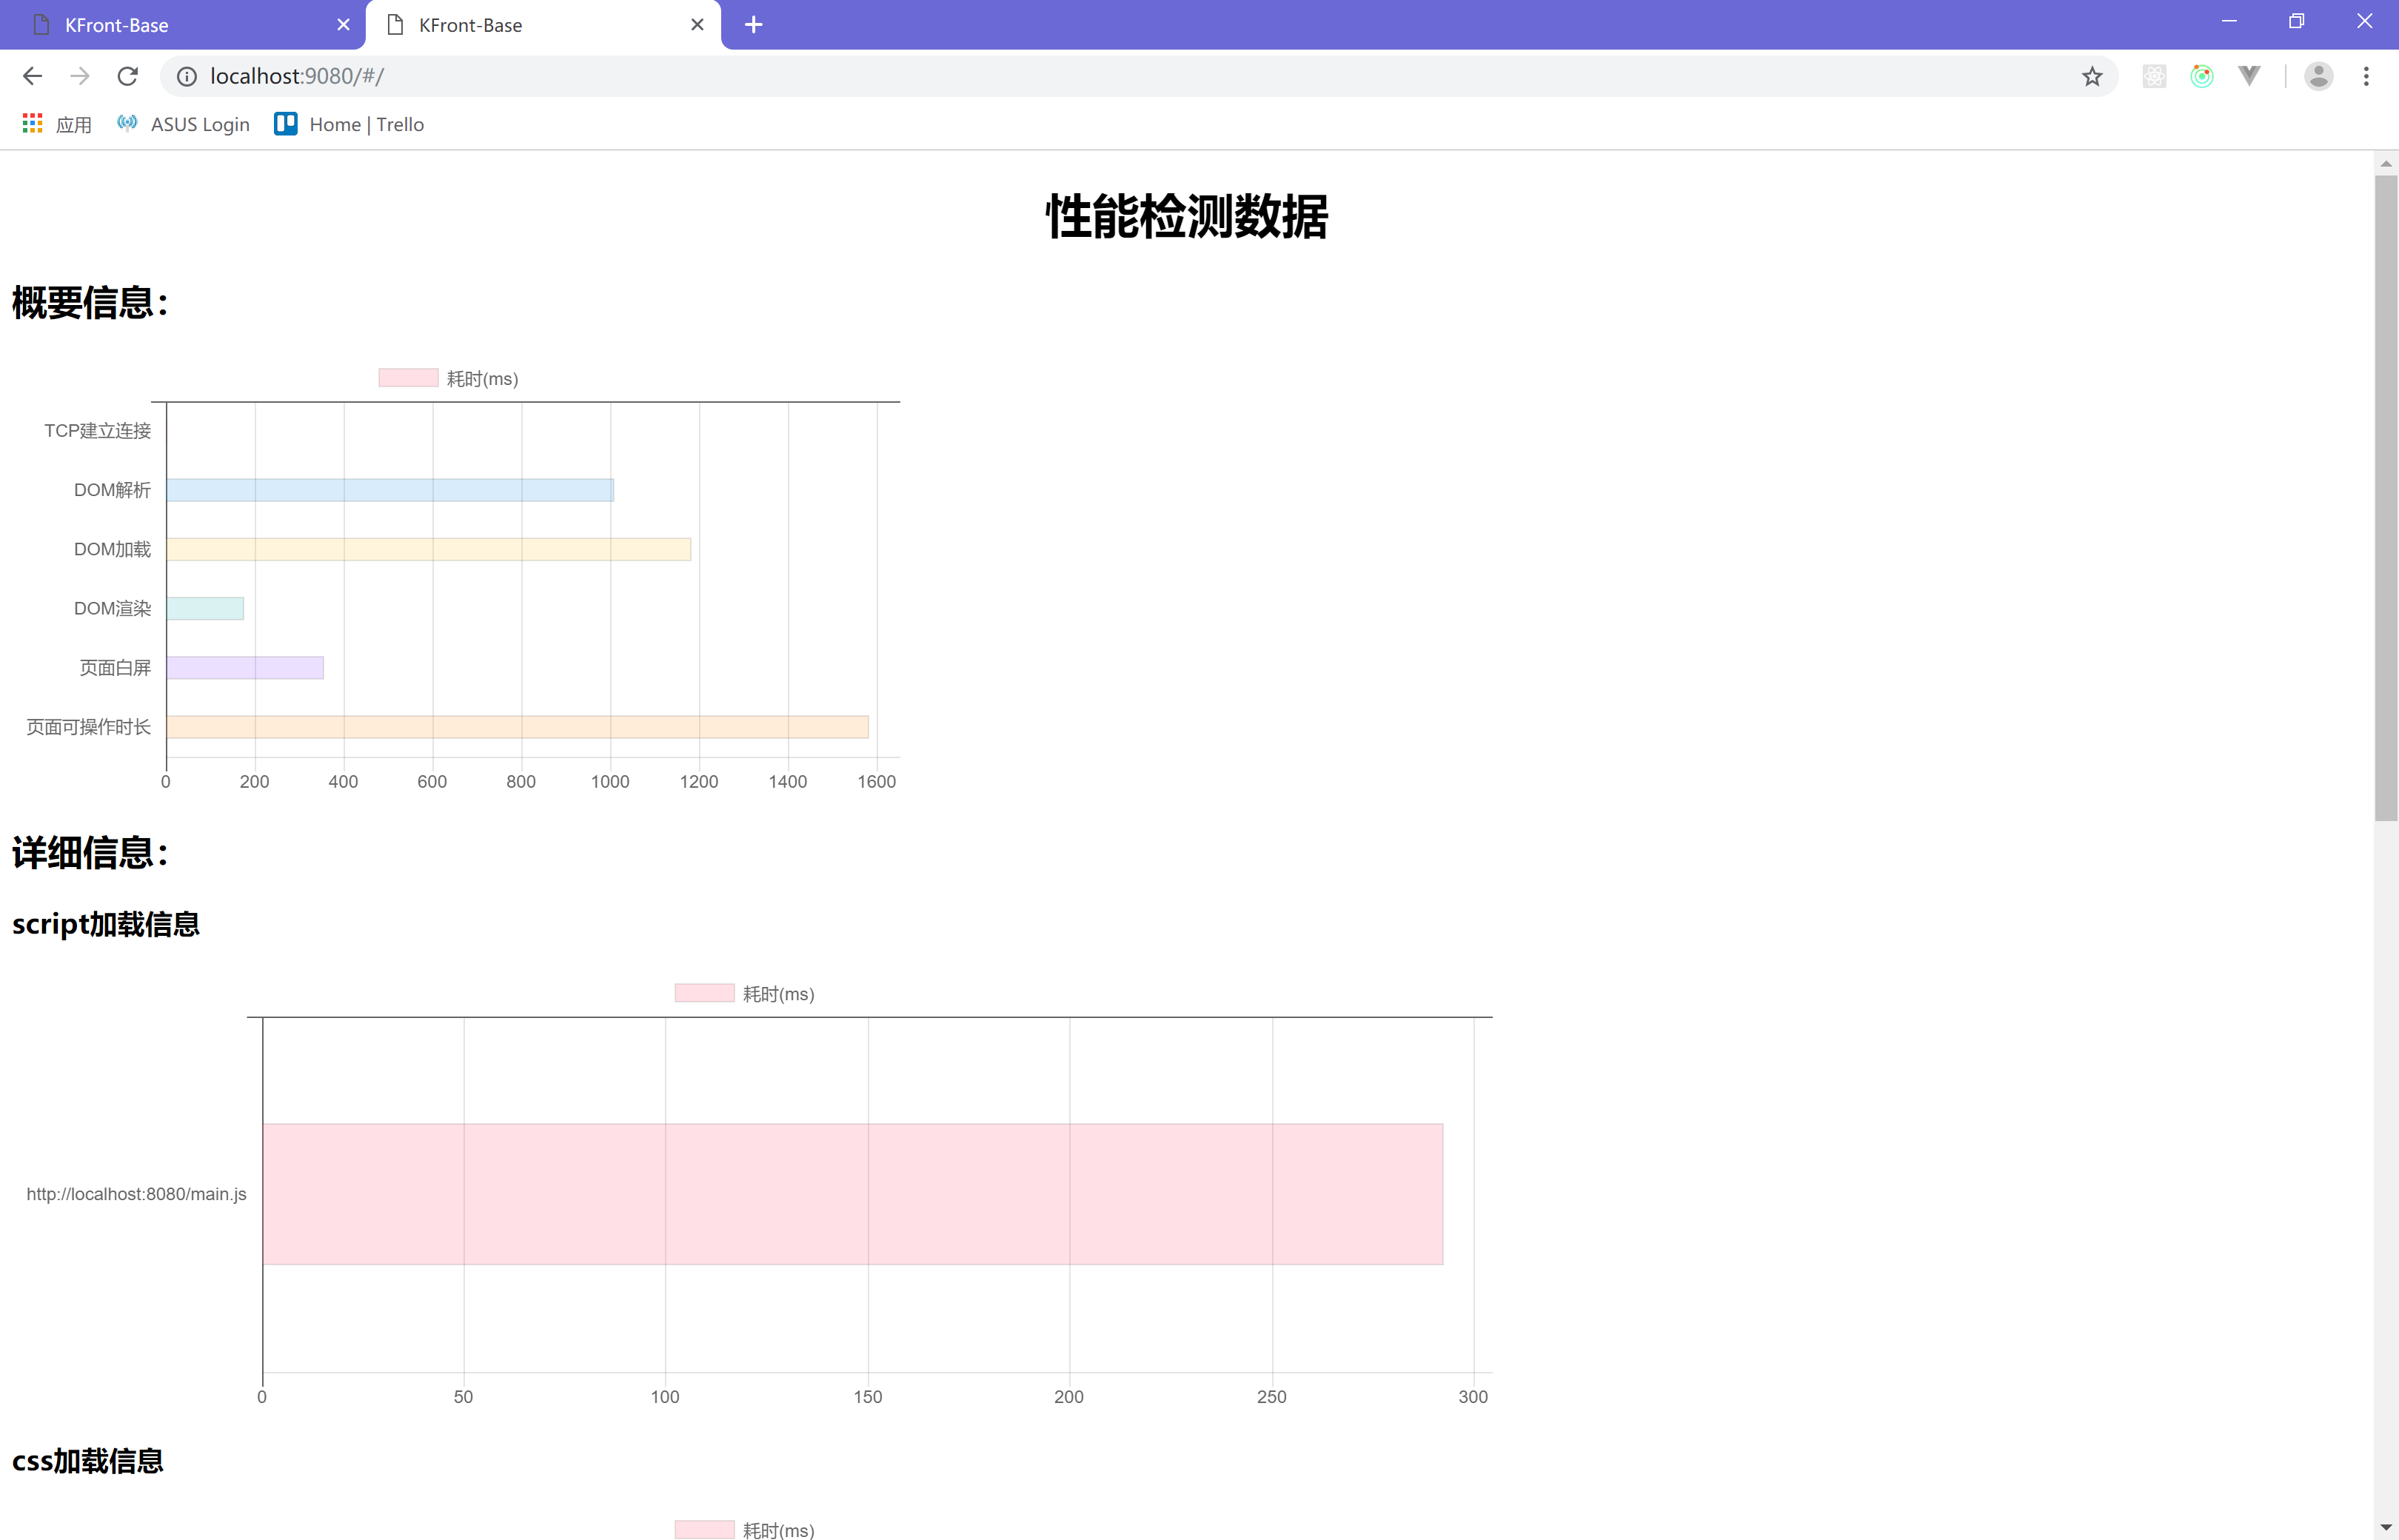 KFront-Base
KFront-Base
localhost:9080/#/
应用
ASUS Login
Home | Trello
性能检测数据
概要信息：
耗时(ms)
TCP建立连接
DOM解析
DOM加载
DOM渲染
页面白屏
页面可操作时长
0 200 400 600 800 1000 1200 1400 1600
详细信息：
script加载信息
耗时(ms)
http://localhost:8080/main.js
0 50 100 150 200 250 300
css加载信息
耗时(ms)